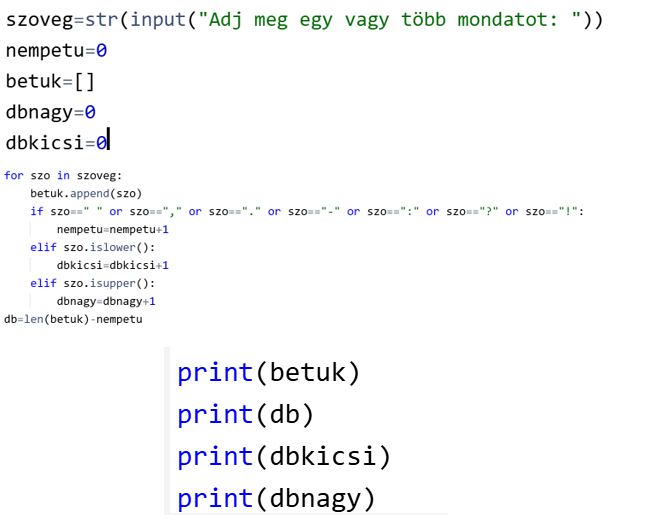 szoveg=str(input("Adj meg egy vagy több mondatot: "))
nempetu=0
betuk=[]
dbnagy=0
dbkicsi=0
for szo in szoveg:
    betuk.append(szo)
    if szo==" " or szo=="," or szo=="." or szo=="-" or szo==":" or szo=="?" or szo=="!":
        nempetu=nempetu+1
    elif szo.islower():
        dbkicsi=dbkicsi+1
    elif szo.isupper():
        dbnagy=dbnagy+1
db=len(betuk)-nempetu
print(betuk)
print(db)
print(dbkicsi)
print(dbnagy)